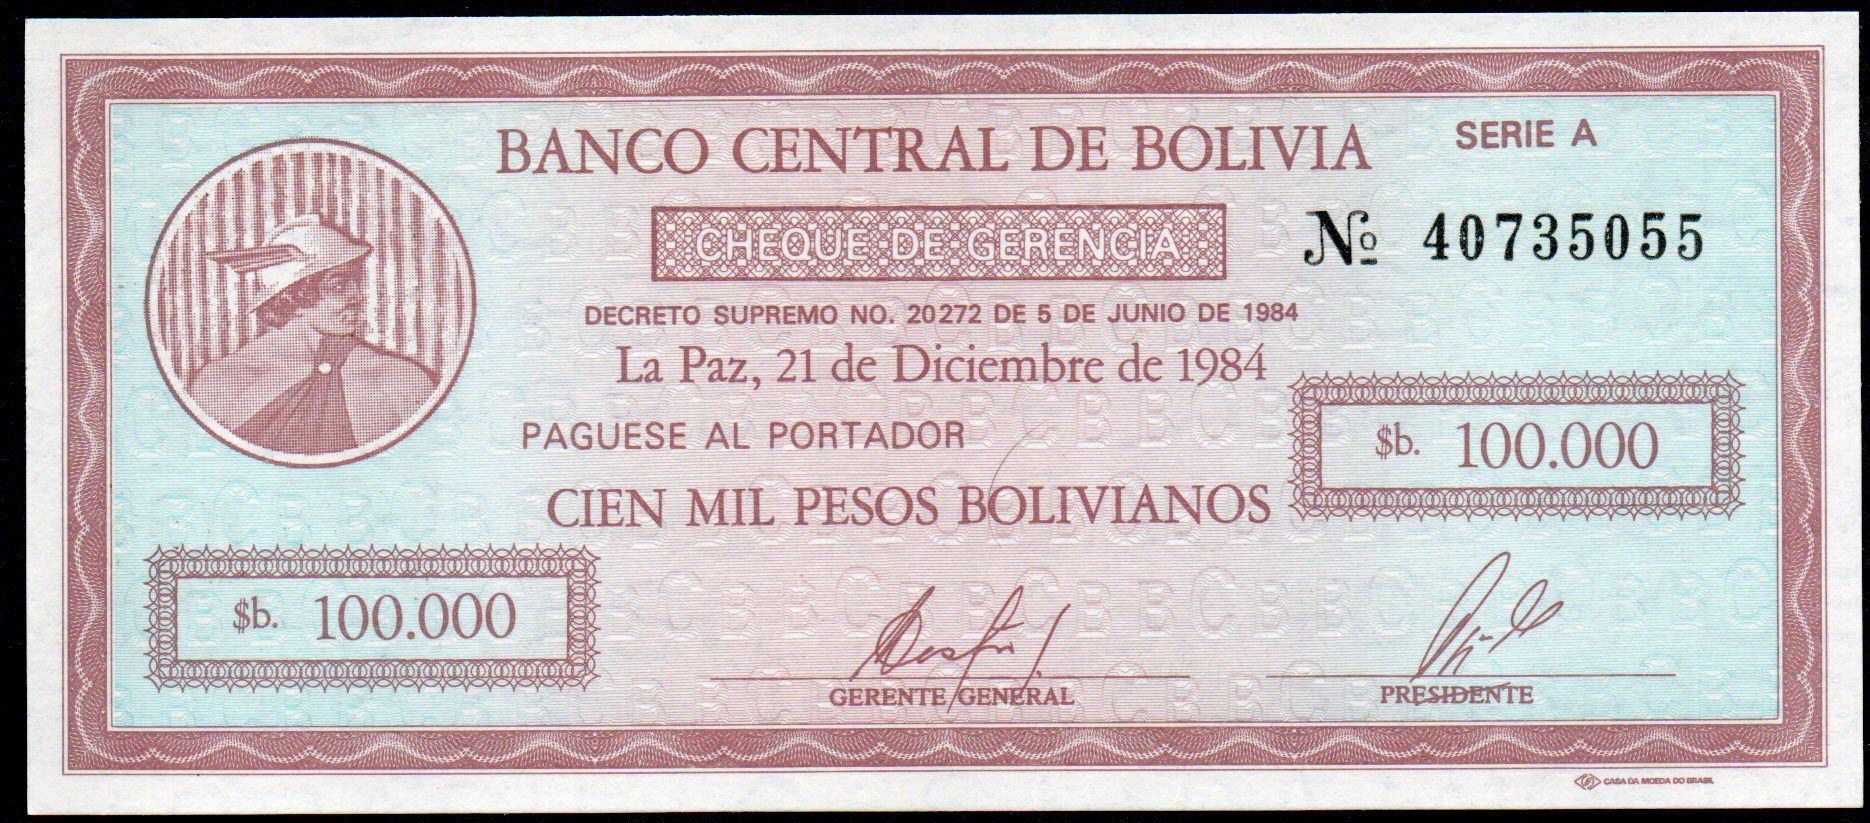 BANCO CENTRAL DE BOLIVIA
SERIE A
CHEQUE DE GERENCIA
№ 40735055
DECRETO SUPREMO NO. 20272 DE 5 DE JUNIO DE 1984
La Paz, 21 de Diciembre de 1984
PAGUESE AL PORTADOR
$b. 100.000
CIEN MIL PESOS BOLIVIANOS
$b. 100.000
GERENTE GENERAL
PRESIDENTE
CASA DA MOEDA DO BRASIL